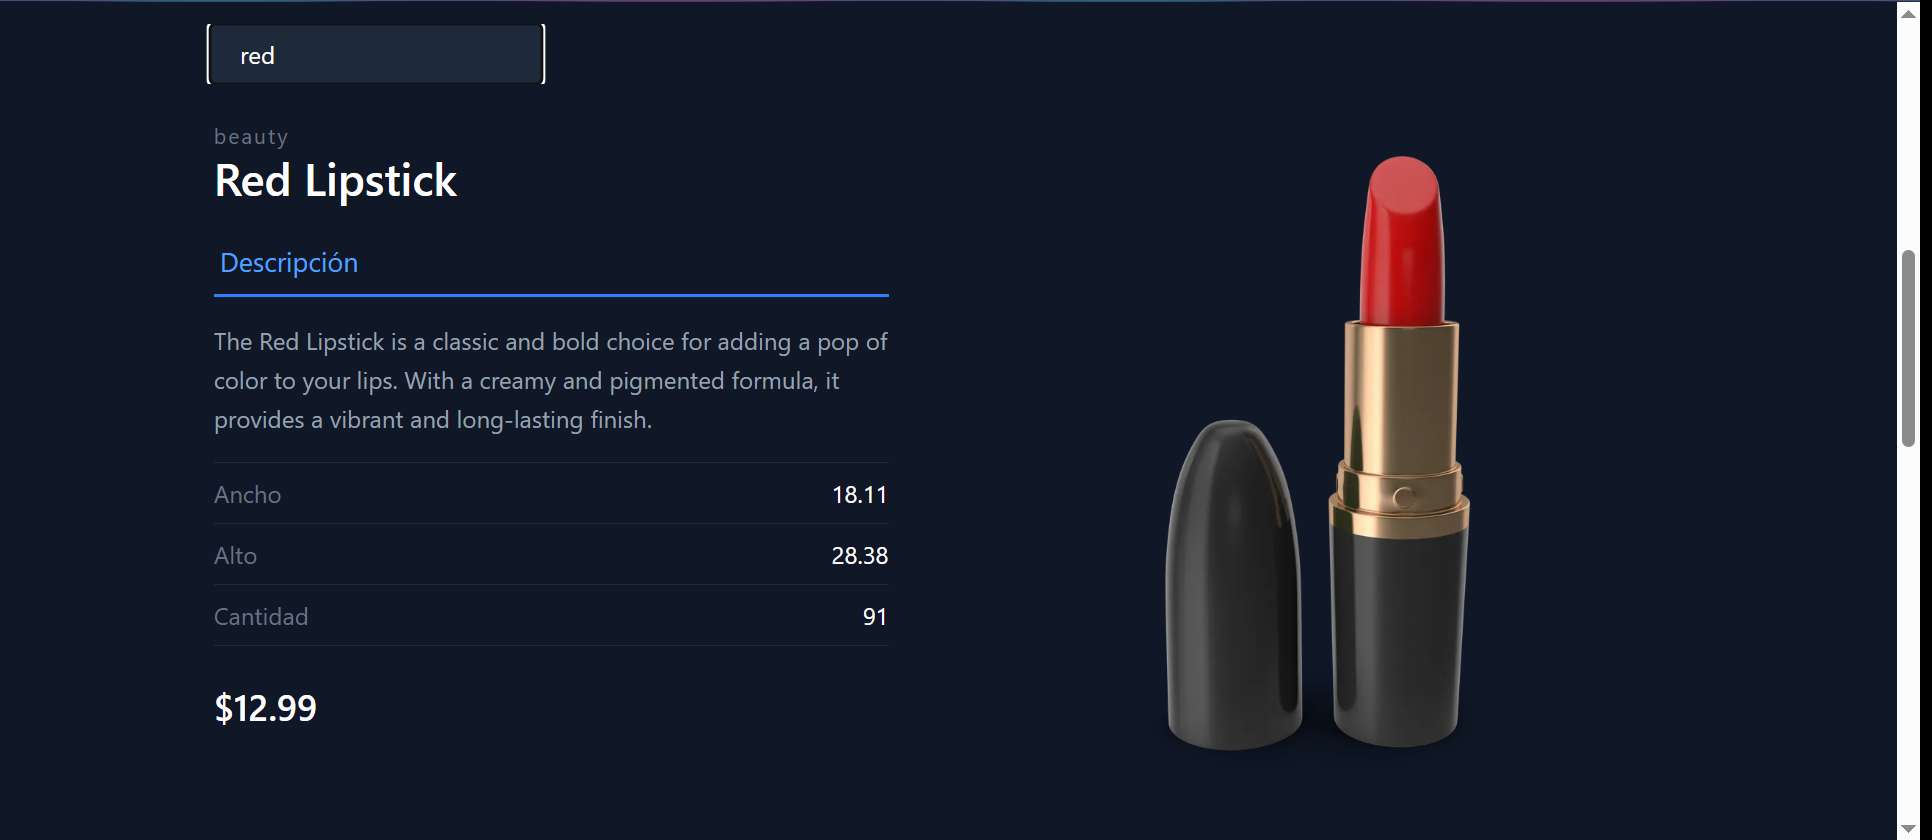 red
beauty
Red Lipstick
Descripción
The Red Lipstick is a classic and bold choice for adding a pop of
color to your lips. With a creamy and pigmented formula, it
provides a vibrant and long-lasting finish.
Ancho 18.11
Alto 28.38
Cantidad 91
$12.99